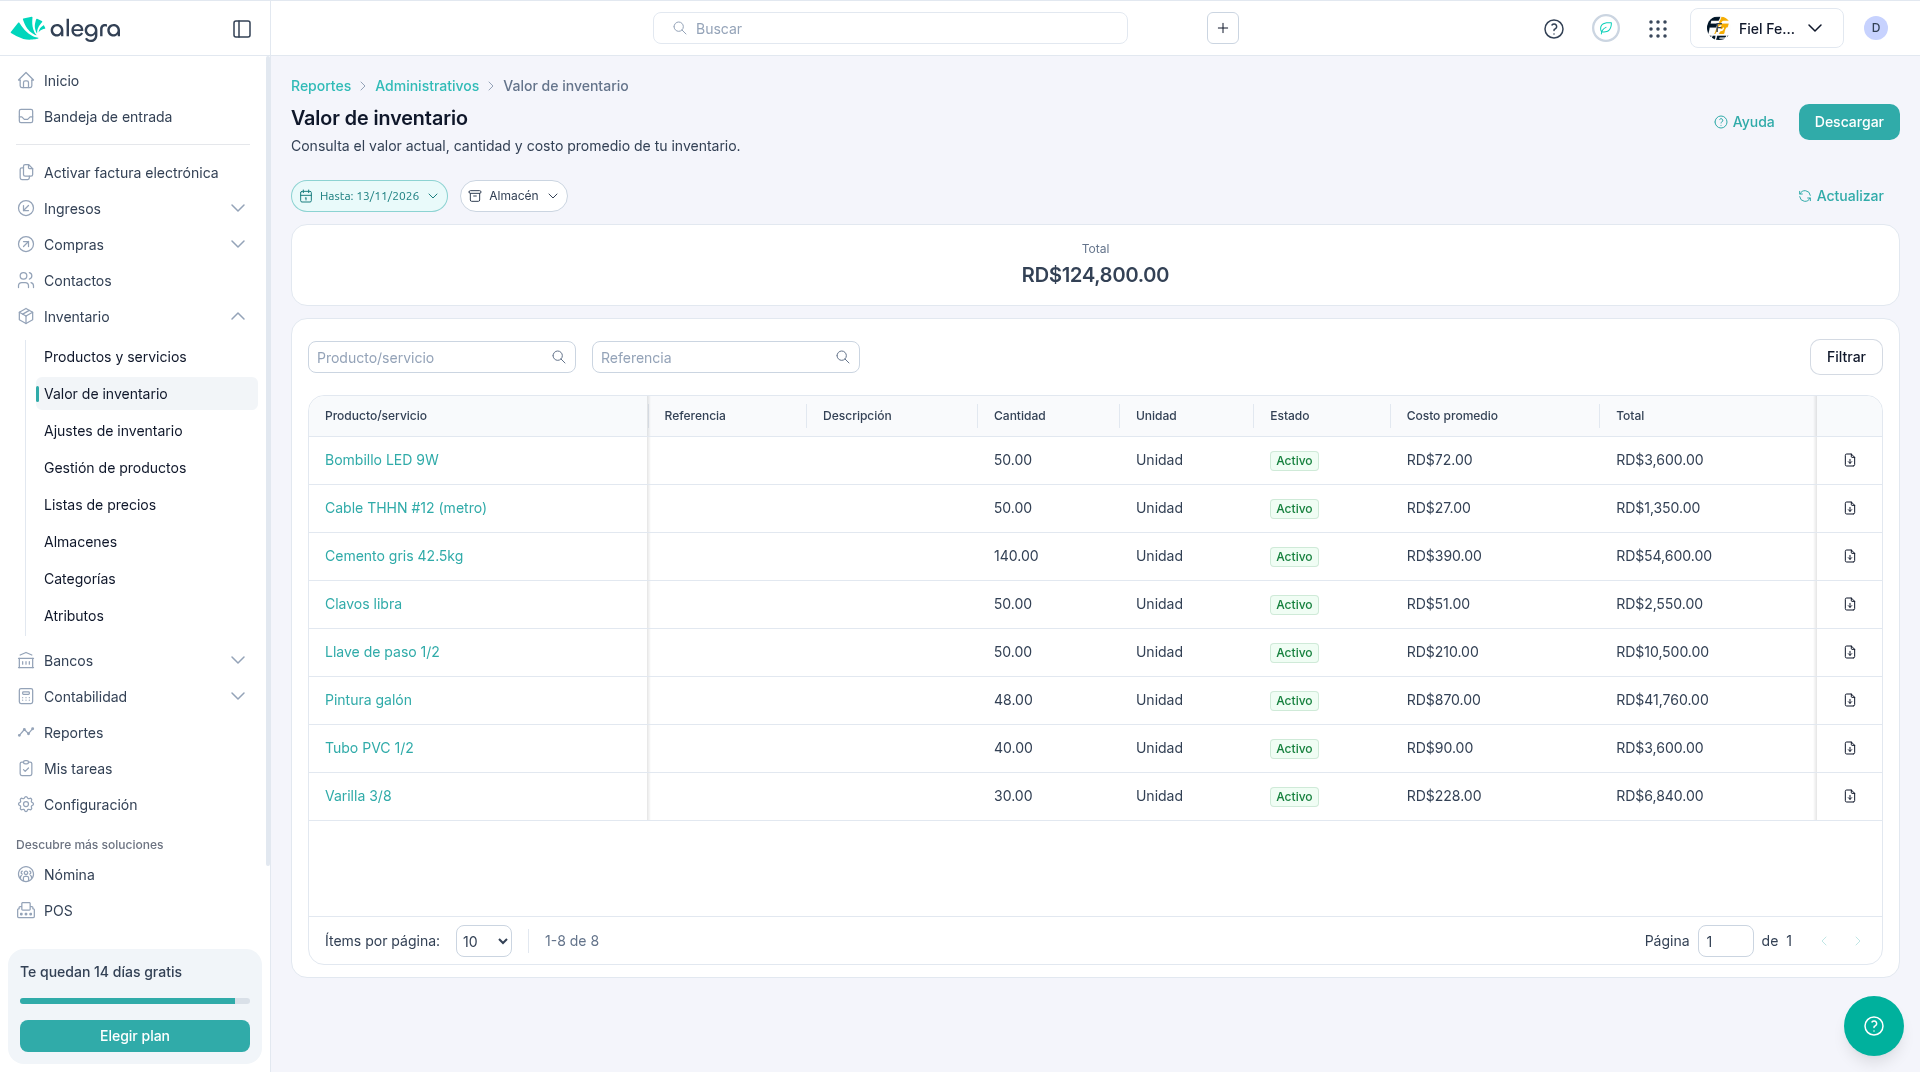 alegra
Buscar
Fiel Fe...
D
Inicio
Bandeja de entrada
Activar factura electrónica
Ingresos
Compras
Contactos
Inventario
Productos y servicios
Valor de inventario
Ajustes de inventario
Gestión de productos
Listas de precios
Almacenes
Categorías
Atributos
Bancos
Contabilidad
Reportes
Mis tareas
Configuración
Descubre más soluciones
Nómina
POS
Te quedan 14 días gratis
Elegir plan
Reportes > Administrativos > Valor de inventario
Valor de inventario
Consulta el valor actual, cantidad y costo promedio de tu inventario.
Ayuda
Descargar
Hasta: 13/11/2026
Almacén
Actualizar
Total
RD$124,800.00
Producto/servicio
Referencia
Filtrar
Producto/servicio Referencia Descripción Cantidad Unidad Estado Costo promedio Total
Bombillo LED 9W 50.00 Unidad Activo RD$72.00 RD$3,600.00
Cable THHN #12 (metro) 50.00 Unidad Activo RD$27.00 RD$1,350.00
Cemento gris 42.5kg 140.00 Unidad Activo RD$390.00 RD$54,600.00
Clavos libra 50.00 Unidad Activo RD$51.00 RD$2,550.00
Llave de paso 1/2 50.00 Unidad Activo RD$210.00 RD$10,500.00
Pintura galón 48.00 Unidad Activo RD$870.00 RD$41,760.00
Tubo PVC 1/2 40.00 Unidad Activo RD$90.00 RD$3,600.00
Varilla 3/8 30.00 Unidad Activo RD$228.00 RD$6,840.00
Ítems por página: 10 1-8 de 8
Página 1 de 1